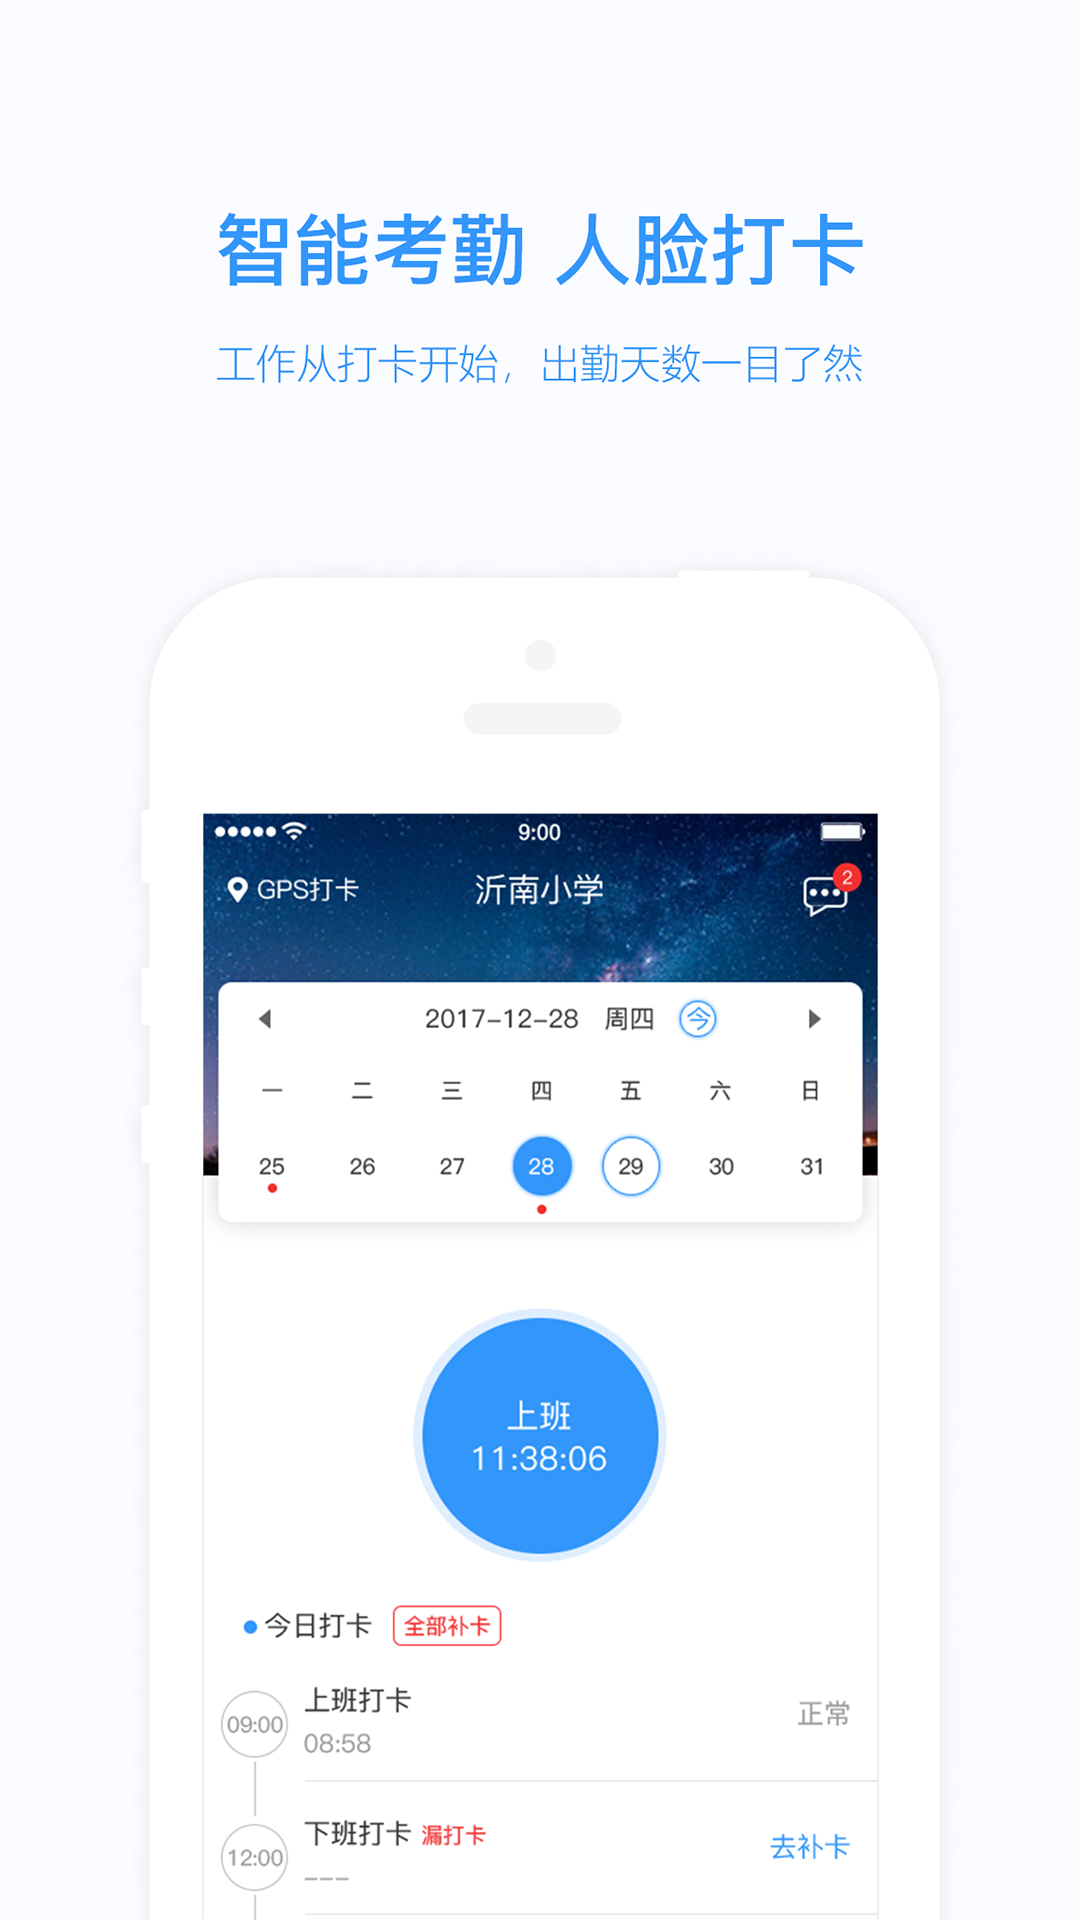 智能考勤 人脸打卡
工作从打卡开始，出勤天数一目了然
9:00
GPS打卡 沂南小学 2
2017-12-28 周四 今
一 二 三 四 五 六 日
25 26 27 28 29 30 31
上班
11:38:06
今日打卡 全部补卡
09:00 上班打卡 正常
08:58
12:00 下班打卡 漏打卡 去补卡
---